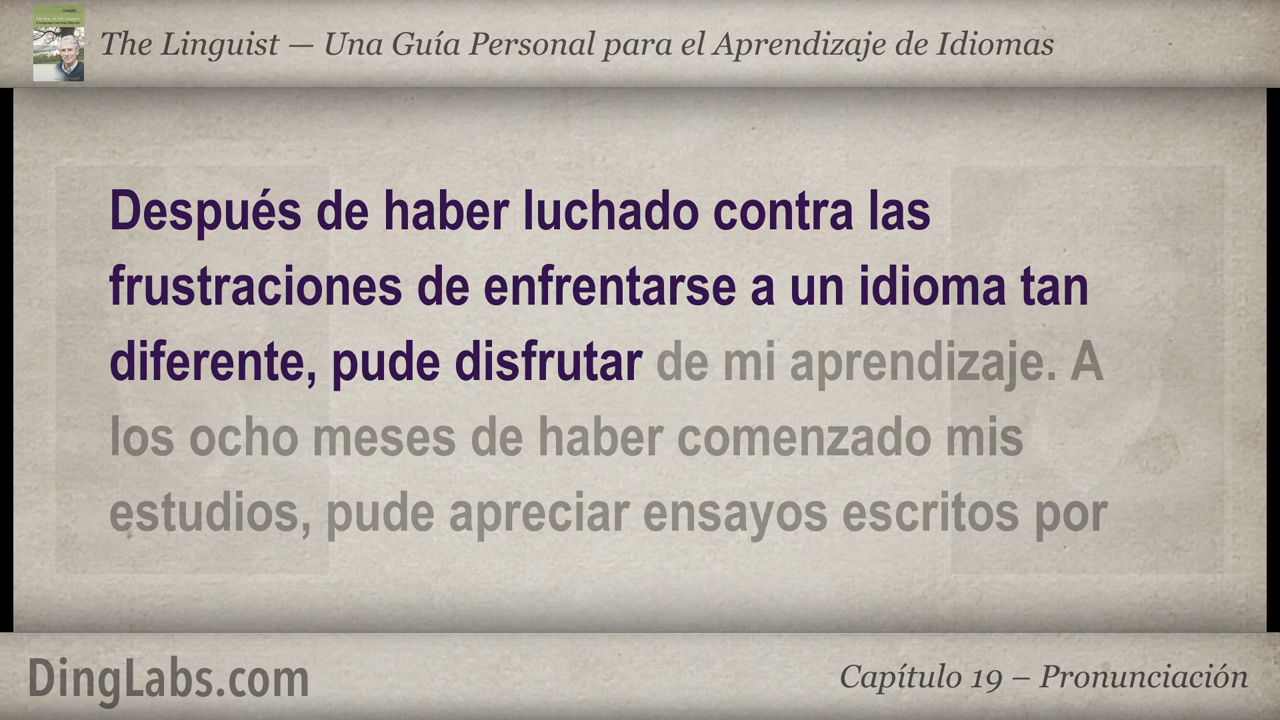 The Linguist — Una Guía Personal para el Aprendizaje de Idiomas
Después de haber luchado contra las
frustraciones de enfrentarse a un idioma tan
diferente, pude disfrutar de mi aprendizaje. A
los ocho meses de haber comenzado mis
estudios, pude apreciar ensayos escritos por
DingLabs.com
Capítulo 19 – Pronunciación